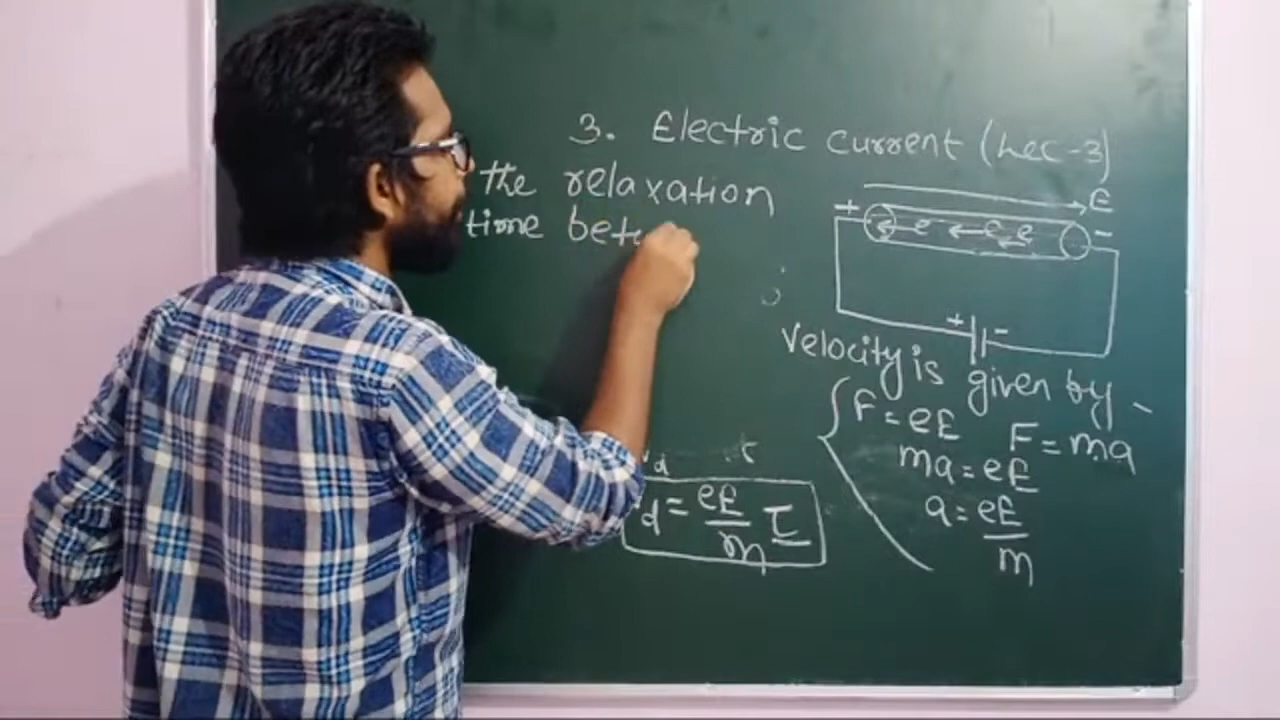 3. Electric current (Lec-3)
the relaxation
time bet
E
+ e e e -
+ -
Velocity is given by -
F = eE F = ma
ma = eE
a = eE/m
d τ
d = eE/m τ